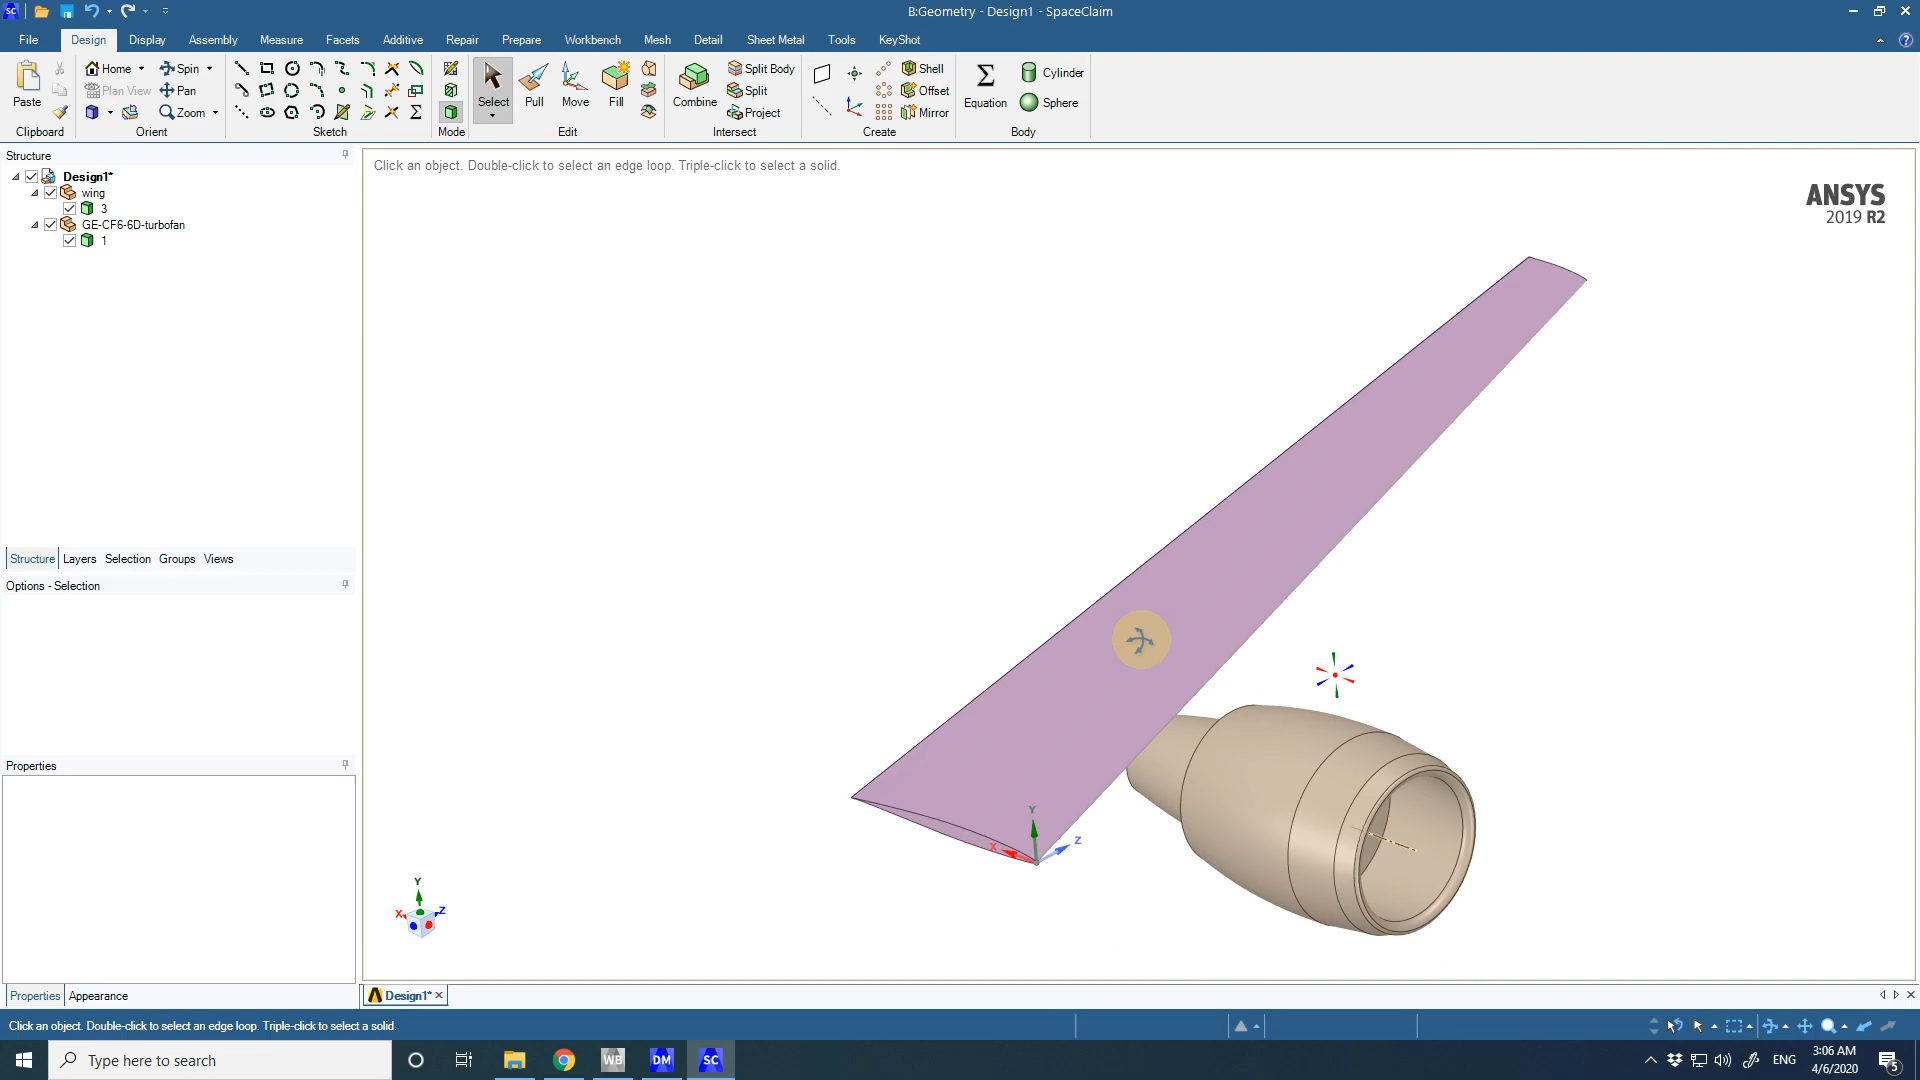 SC
B:Geometry - Design1 - SpaceClaim
File Design Display Assembly Measure Facets Additive Repair Prepare Workbench Mesh Detail Sheet Metal Tools KeyShot
Paste
Clipboard
Home Spin
Plan View Pan
Zoom
Orient
Sketch
Mode
Select Pull Move Fill
Edit
Combine
Split Body
Split
Project
Intersect
Shell
Offset
Mirror
Create
Equation
Cylinder
Sphere
Body
Structure
Design1*
wing
3
GE-CF6-6D-turbofan
1
Structure Layers Selection Groups Views
Options - Selection
Properties
Properties Appearance
Click an object. Double-click to select an edge loop. Triple-click to select a solid.
ANSYS
2019 R2
Y
X
Z
Y
X
Z
Design1*
Click an object. Double-click to select an edge loop. Triple-click to select a solid.
Type here to search
WB
DM
SC
ENG
3:06 AM
4/6/2020
5